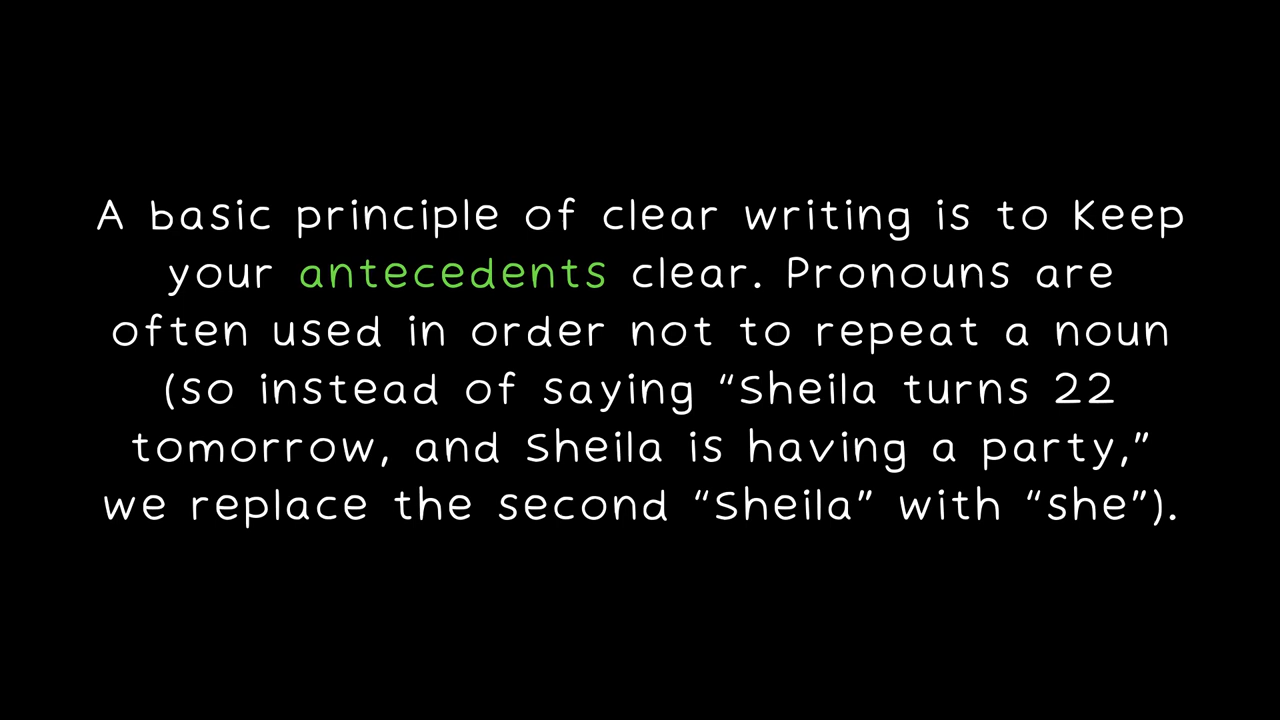 A basic principle of clear writing is to keep
your antecedents clear. Pronouns are
often used in order not to repeat a noun
(so instead of saying “Sheila turns 22
tomorrow, and Sheila is having a party,”
we replace the second “Sheila” with “she”).